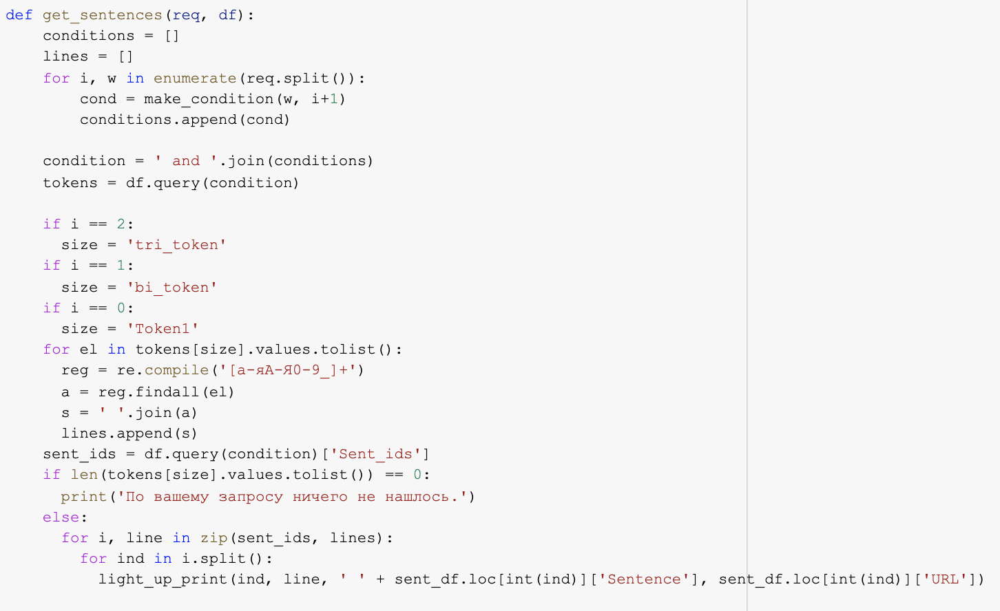 def get_sentences(req, df):
    conditions = []
    lines = []
    for i, w in enumerate(req.split()):
        cond = make_condition(w, i+1)
        conditions.append(cond)

    condition = ' and '.join(conditions)
    tokens = df.query(condition)

    if i == 2:
      size = 'tri_token'
    if i == 1:
      size = 'bi_token'
    if i == 0:
      size = 'Token1'
    for el in tokens[size].values.tolist():
      reg = re.compile('[а-яА-Я0-9_]+')
      a = reg.findall(el)
      s = ' '.join(a)
      lines.append(s)
    sent_ids = df.query(condition)['Sent_ids']
    if len(tokens[size].values.tolist()) == 0:
      print('По вашему запросу ничего не нашлось.')
    else:
      for i, line in zip(sent_ids, lines):
        for ind in i.split():
          light_up_print(ind, line, ' ' + sent_df.loc[int(ind)]['Sentence'], sent_df.loc[int(ind)]['URL'])